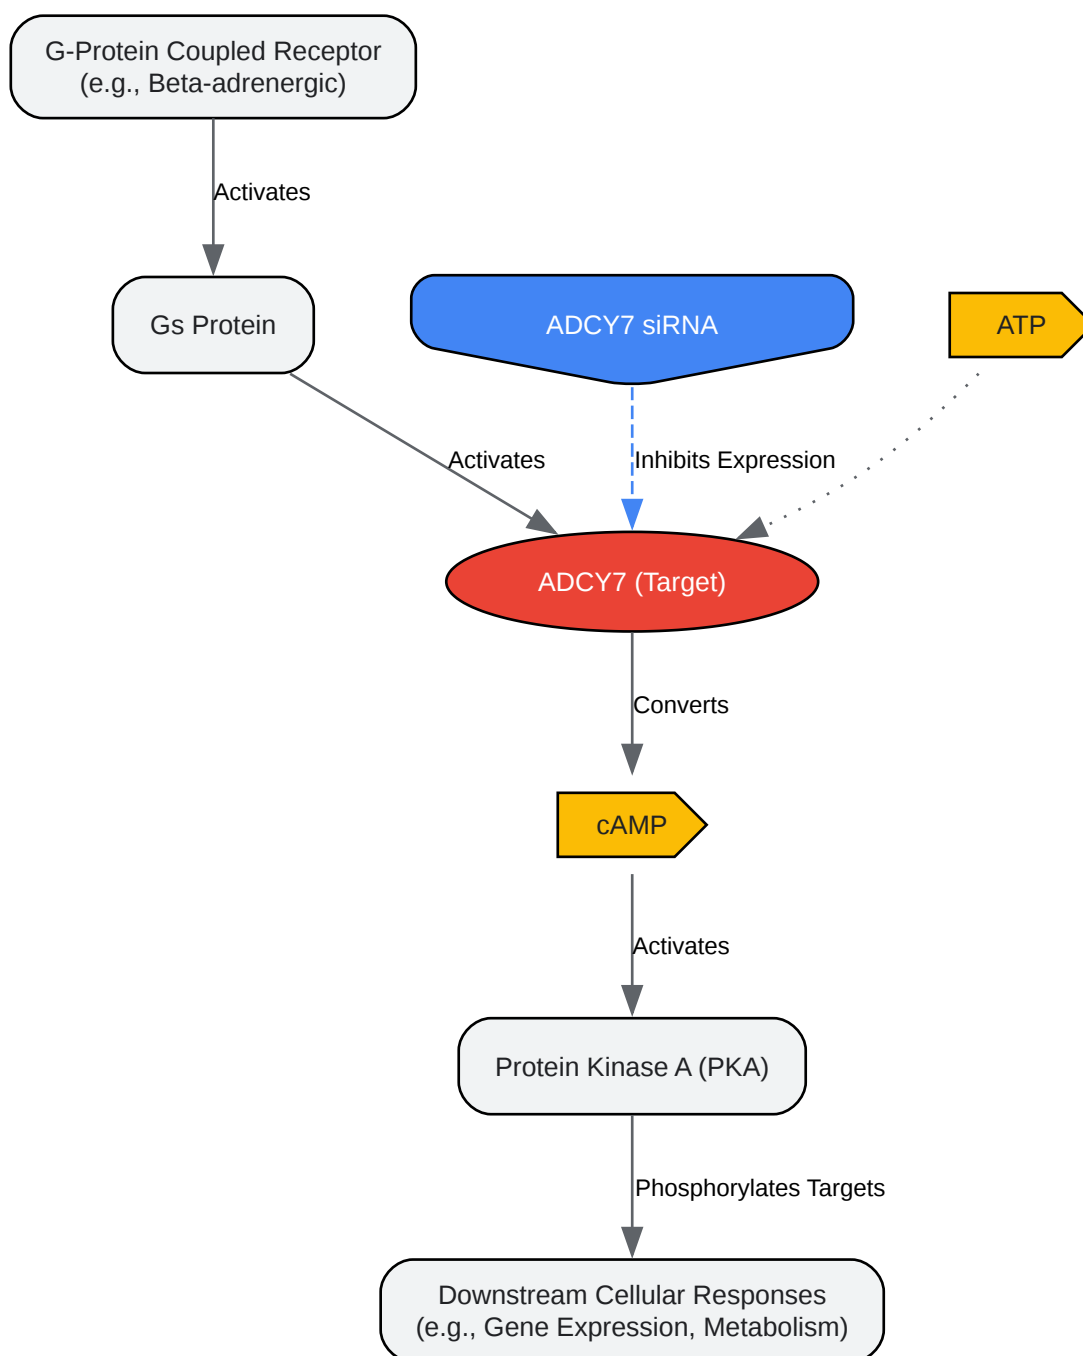 G-Protein Coupled Receptor
(e.g., Beta-adrenergic)
Activates
Gs Protein
ADCY7 siRNA
ATP
Activates
Inhibits Expression
ADCY7 (Target)
Converts
cAMP
Activates
Protein Kinase A (PKA)
Phosphorylates Targets
Downstream Cellular Responses
(e.g., Gene Expression, Metabolism)